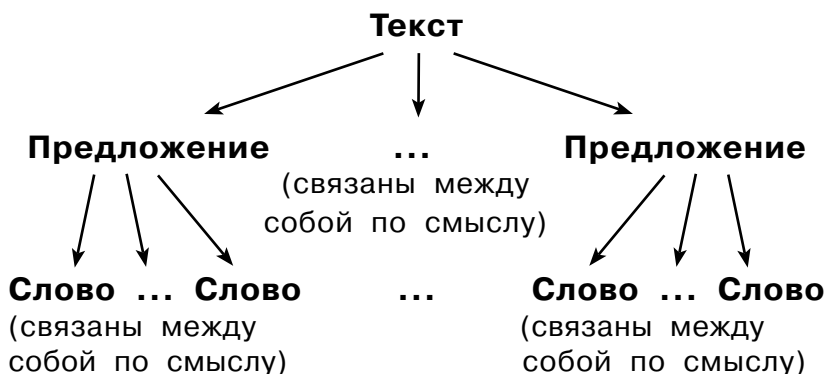 Текст
Предложение ... Предложение
(связаны между
собой по смыслу)
Слово ... Слово ... Слово ... Слово
(связаны между (связаны между
собой по смыслу) собой по смыслу)